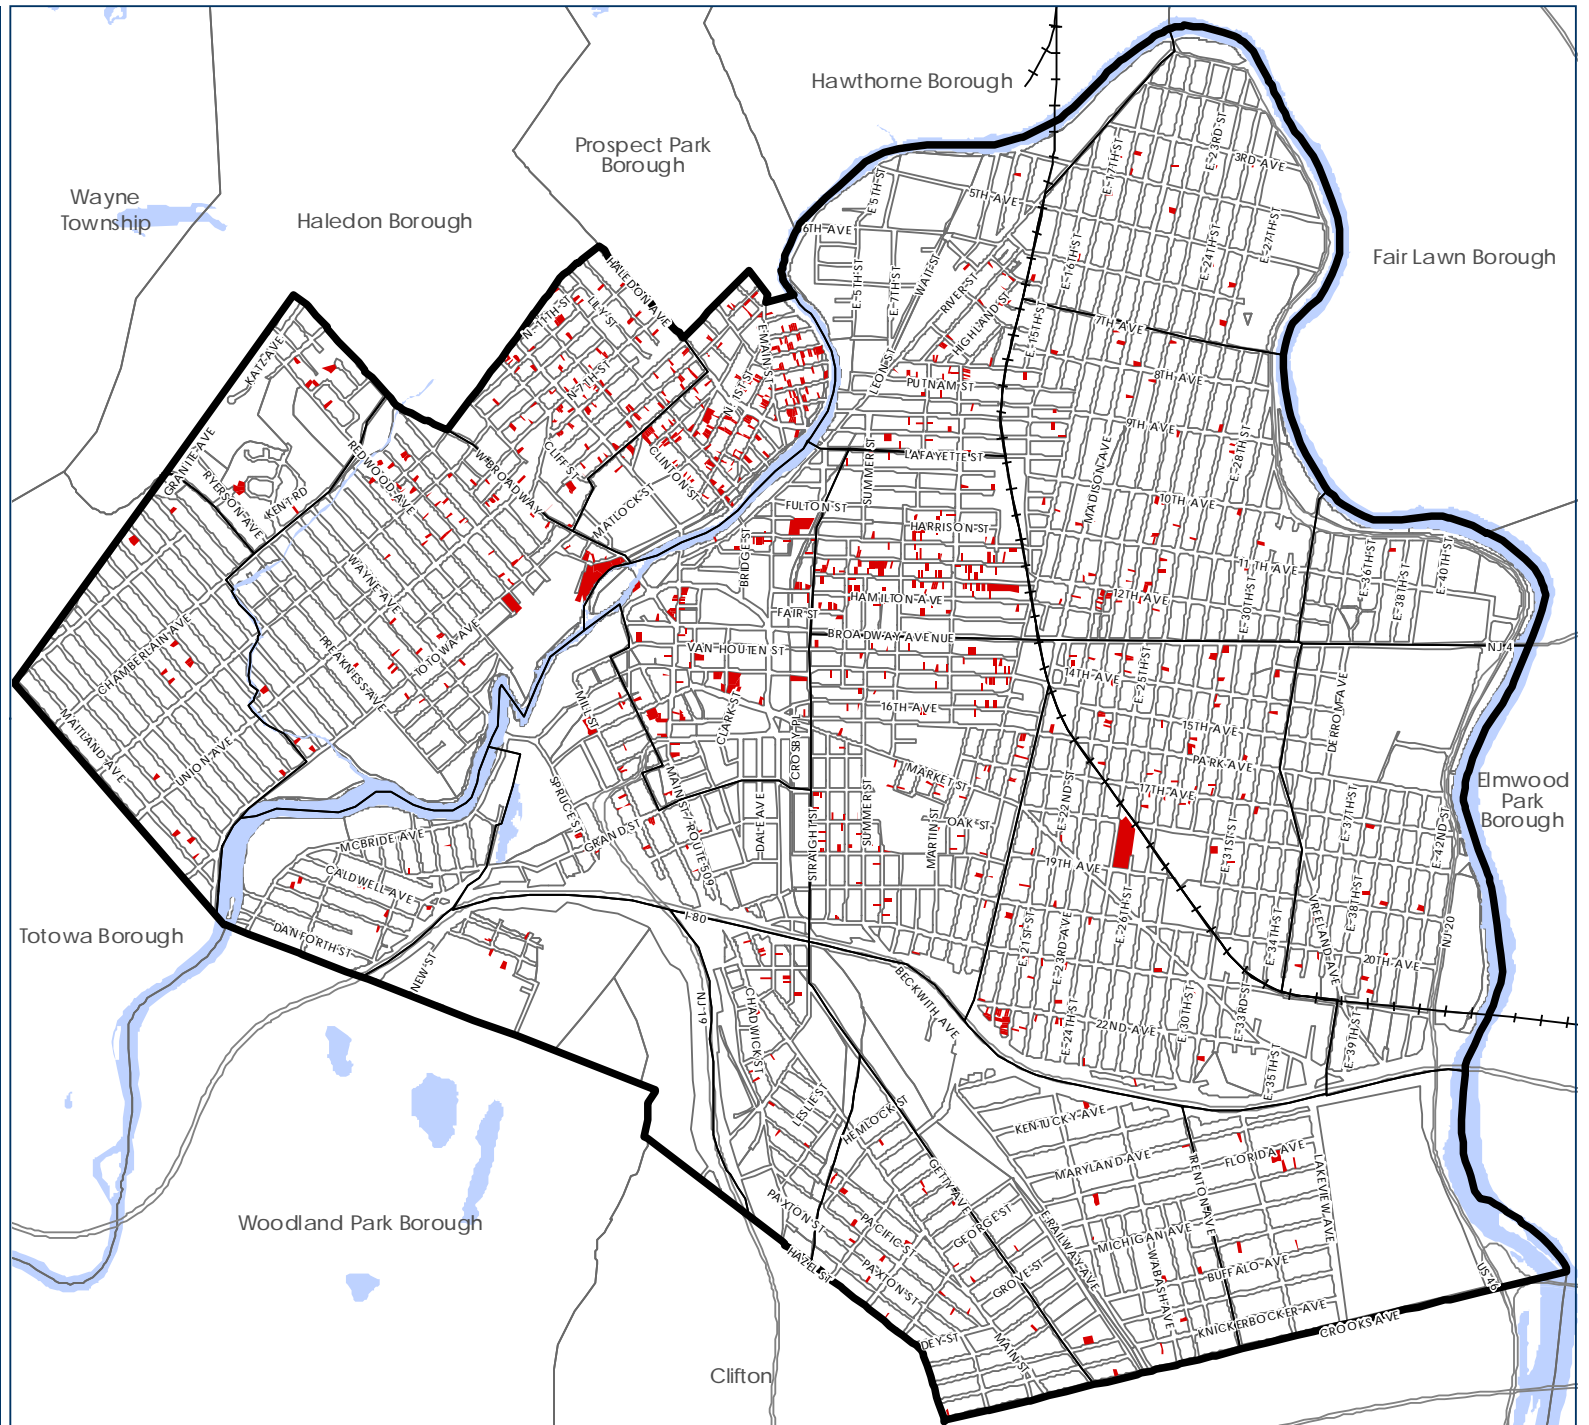 Hawthorne Borough
Prospect Park
Borough
Wayne
Township
Haledon Borough
Fair Lawn Borough
Elmwood
Park
Borough
Totowa Borough
Woodland Park Borough
Clifton
E-23RD-ST
3RD-AVE
E-17TH-ST
E 5TH-ST
5TH-AVE
6TH AVE
E-27TH-ST
E-24TH-ST
E-16TH-ST
WAIT-ST
E-5TH-ST
E-7TH-ST
RIVER-ST
HIGHLAND-ST
HALEDON AVE
LILY-ST
N-11TH-ST
7TH-AVE
E-15TH-ST
E MAIN-ST
KATZ-AVE
LEON-ST
N-7TH-ST
PUTNAM-ST
8TH-AVE
N-1ST-ST
9TH-AVE
E-28TH-ST
GRANITE-AVE
RYERSON-AVE
KENT-RD
REDWOOD-AVE
W-BROADWAY
CLIFF-ST
CLINTON-ST
LAFAYETTE ST
SUMMER-ST
MADISON-AVE
10TH-AVE
MATLOCK-ST
FULTON-ST
HARRISON-ST
BRIDGE-ST
11TH-AVE
E-36TH-ST
E-38TH-ST
E-40TH-ST
WAYNE-AVE
HAMILTON-AVE
12TH-AVE
E-30TH-ST
FAIR-ST
BROADWAY AVENUE
NJ 4
CHAMBERLAIN-AVE
PREAKNESS-AVE
TOTOWA-AVE
VAN HOUTEN ST
14TH-AVE
E-25TH-ST
MILL-ST
CLARK-ST
16TH-AVE
15TH-AVE
DERROM-AVE
MAITLAND-AVE
UNION-AVE
CROSBY-PL
PARK AVE
MARKET-ST
17TH-AVE
E-22ND-ST
SPRUCE-ST
MAIN-ST / ROUTE-509
DALE-AVE
STRAIGHT-ST
SUMMER-ST
MARTIN-ST
OAK-ST
E-37TH-ST
E-42ND-ST
GRAND-ST
MCBRIDE AVE
19TH AVE
E-31ST-ST
CALDWELL-AVE
I-80
E-26TH-ST
E-38TH-ST
DANFORTH-ST
E-21ST-ST
E-23RD-AVE
E-34TH-ST
VREELAND-AVE
NJ-20
NEW-ST
20TH-AVE
BECKWITH AVE
NJ-19
CHADWICK-ST
E-24TH-ST
22ND-AVE
E-30TH-ST
E-33RD-ST
E-39TH-ST
E-35TH-ST
LESLIE-ST
HEMLOCK-ST
KENTUCKY-AVE
MARYLAND-AVE
FLORIDA-AVE
TRENTON-AVE
LAKEVIEW-AVE
GETTY-AVE
PAXTON-ST
PACIFIC-ST
GEORGE-ST
E-RAILWAY-AVE
MICHIGAN-AVE
HAZEL-ST
PAXTON-ST
GROVE-ST
WABASH-AVE
BUFFALO-AVE
US-46
DEY-ST
MAIN-ST
KNICKERBOCKER-AVE
CROOKS AVE